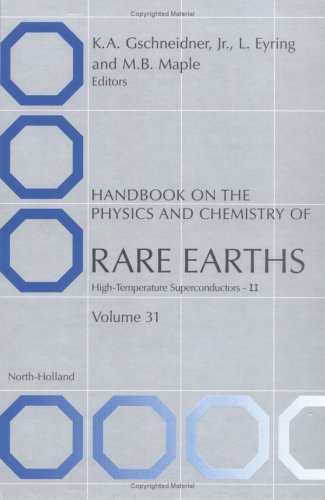 K.A. Gschneidner, Jr., L. Eyring
and M.B. Maple
Editors
HANDBOOK ON THE
PHYSICS AND CHEMISTRY OF
RARE EARTHS
High-Temperature Superconductors - II
Volume 31
North-Holland